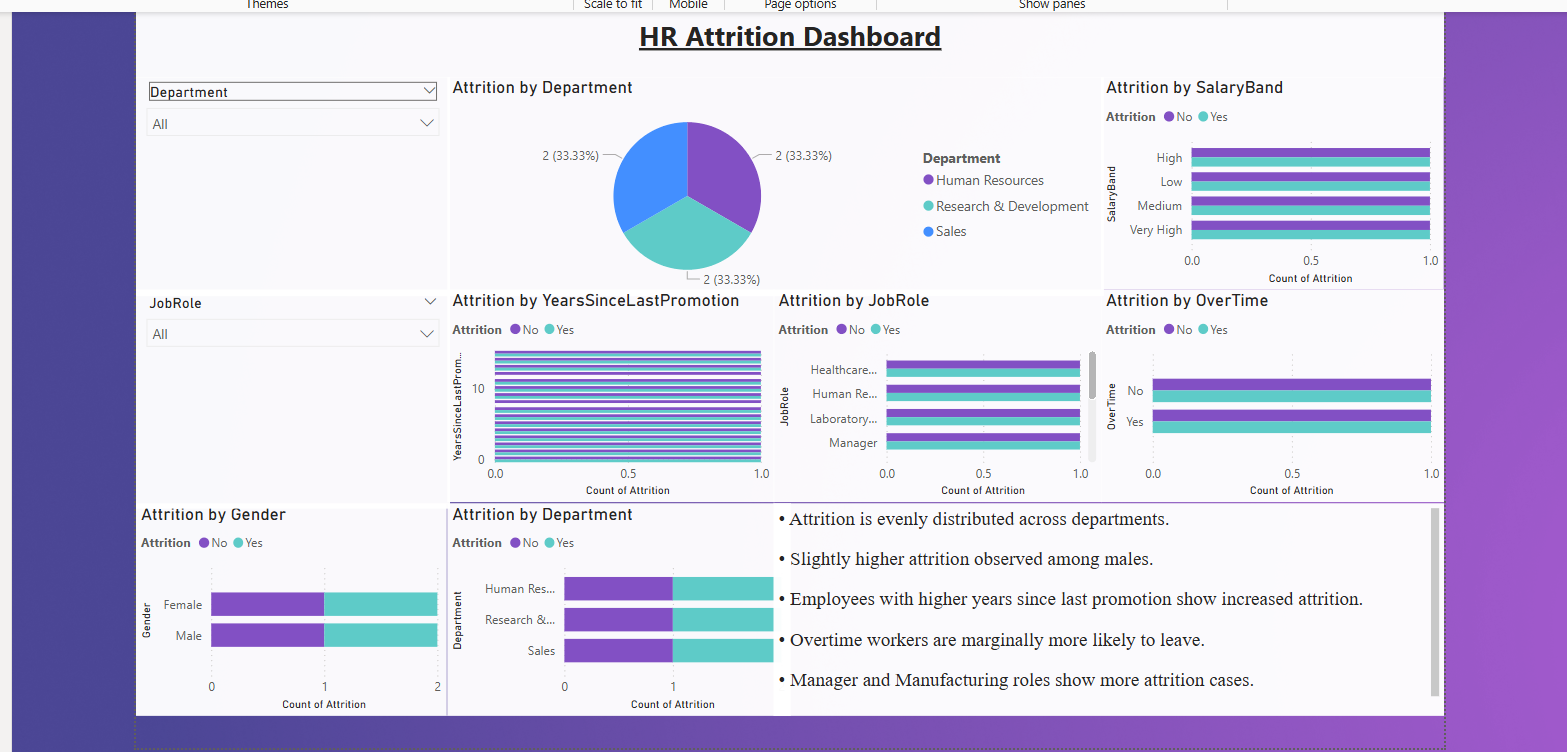 Themes
Scale to fit
Mobile
Page options
Show panes
HR Attrition Dashboard
Department
All
JobRole
All
Attrition by Department
2 (33.33%)
2 (33.33%)
2 (33.33%)
Department
Human Resources
Research & Development
Sales
Attrition by SalaryBand
Attrition No Yes
SalaryBand
High
Low
Medium
Very High
0.0 0.5 1.0
Count of Attrition
Attrition by YearsSinceLastPromotion
Attrition No Yes
YearsSinceLastProm...
10
0
0.0 0.5 1.0
Count of Attrition
Attrition by JobRole
Attrition No Yes
JobRole
Healthcare...
Human Re...
Laboratory...
Manager
0.0 0.5 1.0
Count of Attrition
Attrition by OverTime
Attrition No Yes
OverTime
No
Yes
0.0 0.5 1.0
Count of Attrition
Attrition by Gender
Attrition No Yes
Gender
Female
Male
0 1 2
Count of Attrition
Attrition by Department
Attrition No Yes
Department
Human Res...
Research &...
Sales
0 1
Count of Attrition
• Attrition is evenly distributed across departments.
• Slightly higher attrition observed among males.
• Employees with higher years since last promotion show increased attrition.
• Overtime workers are marginally more likely to leave.
• Manager and Manufacturing roles show more attrition cases.